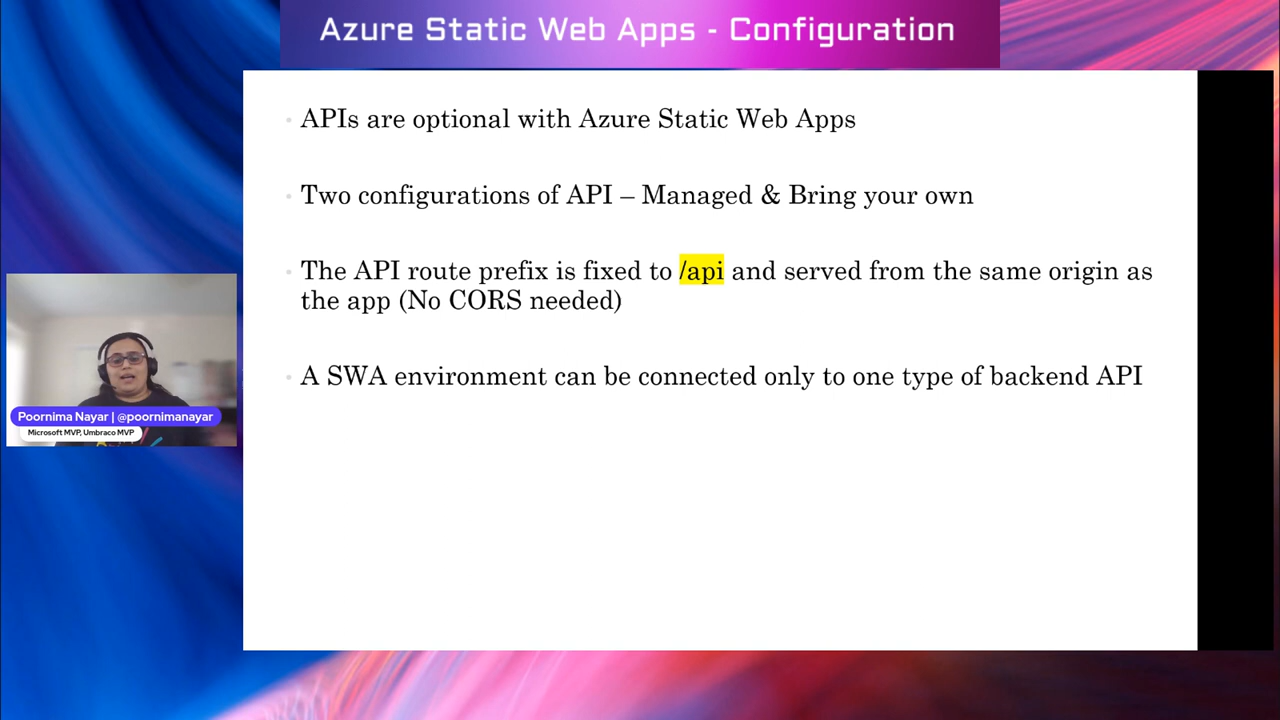 Azure Static Web Apps - Configuration
APIs are optional with Azure Static Web Apps
Two configurations of API – Managed & Bring your own
The API route prefix is fixed to /api and served from the same origin as
the app (No CORS needed)
A SWA environment can be connected only to one type of backend API
Poornima Nayar | @poornimanayar
Microsoft MVP, Umbraco MVP